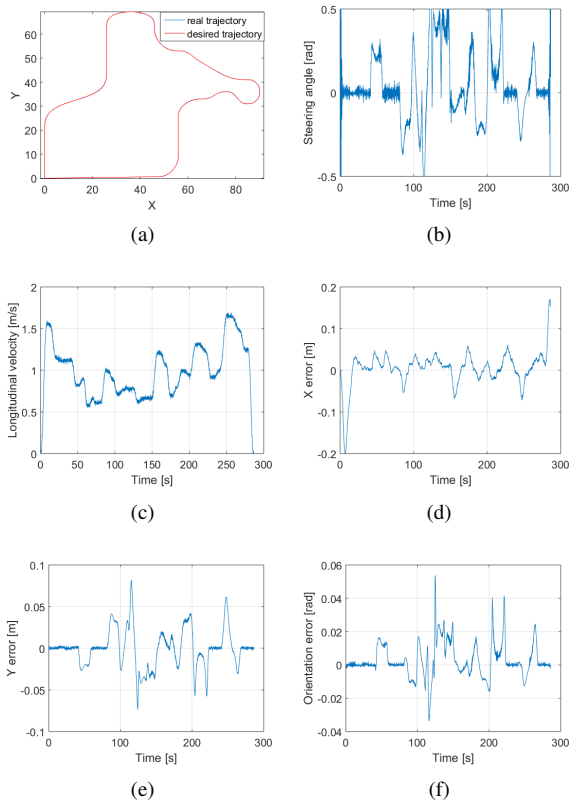 real trajectory
desired trajectory
70
60
50
40
30
20
10
0
Y
0 20 40 60 80
X
(a)
0.5
0
-0.5
Steering angle [rad]
0 100 200 300
Time [s]
(b)
2
1.5
1
0.5
0
Longitudinal velocity [m/s]
0 50 100 150 200 250 300
Time [s]
(c)
0.2
0.1
0
-0.1
-0.2
X error [m]
0 100 200 300
Time [s]
(d)
0.1
0.05
0
-0.05
-0.1
Y error [m]
0 100 200 300
Time [s]
(e)
0.06
0.04
0.02
0
-0.02
-0.04
Orientation error [rad]
0 100 200 300
Time [s]
(f)